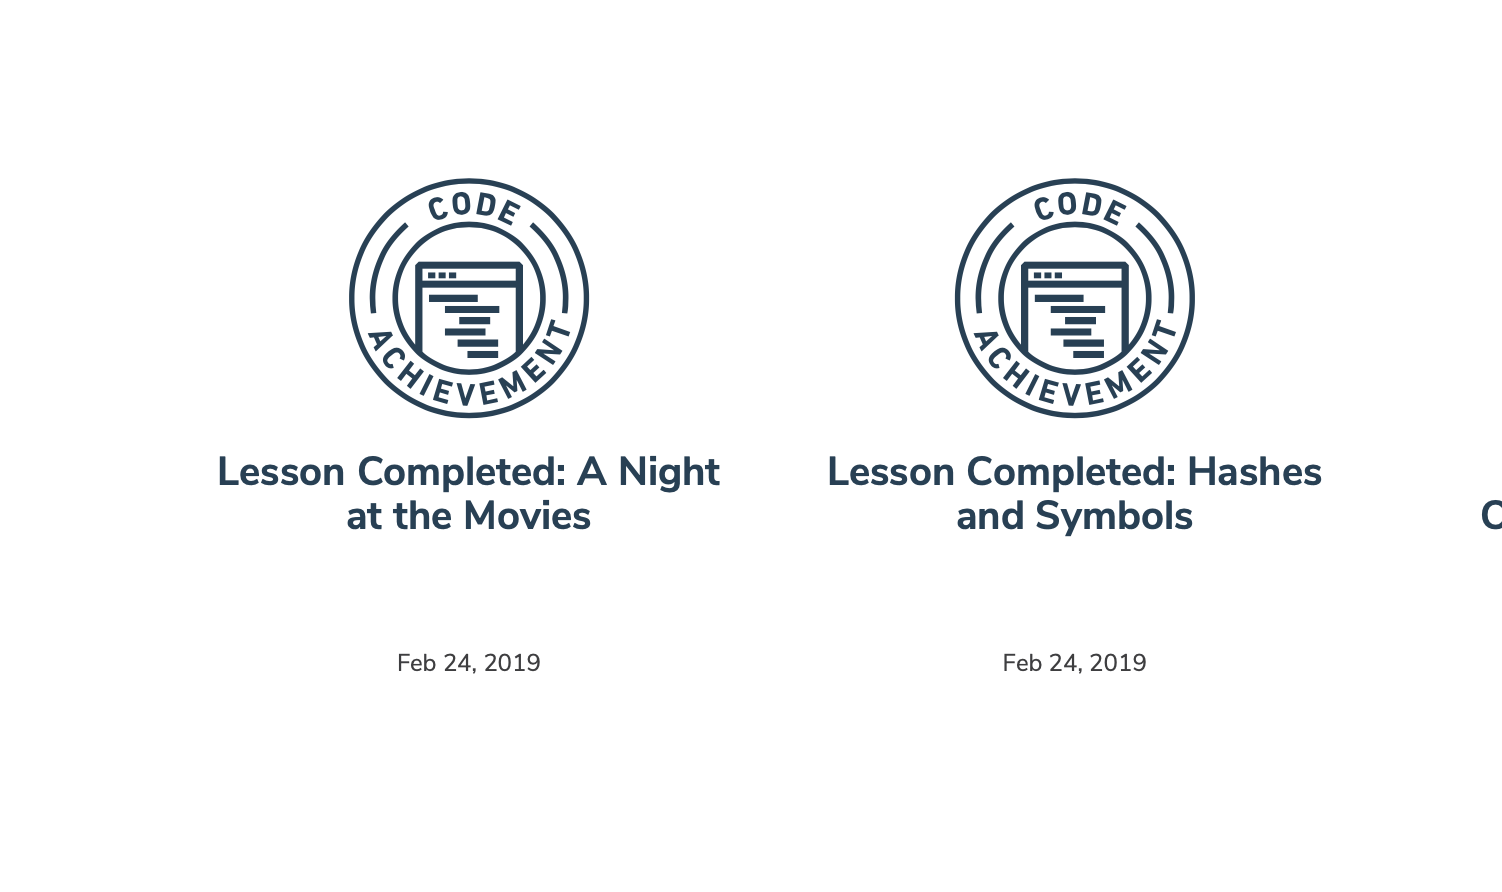 CODE
ACHIEVEMENT
Lesson Completed: A Night
at the Movies
Feb 24, 2019
CODE
ACHIEVEMENT
Lesson Completed: Hashes
and Symbols
Feb 24, 2019